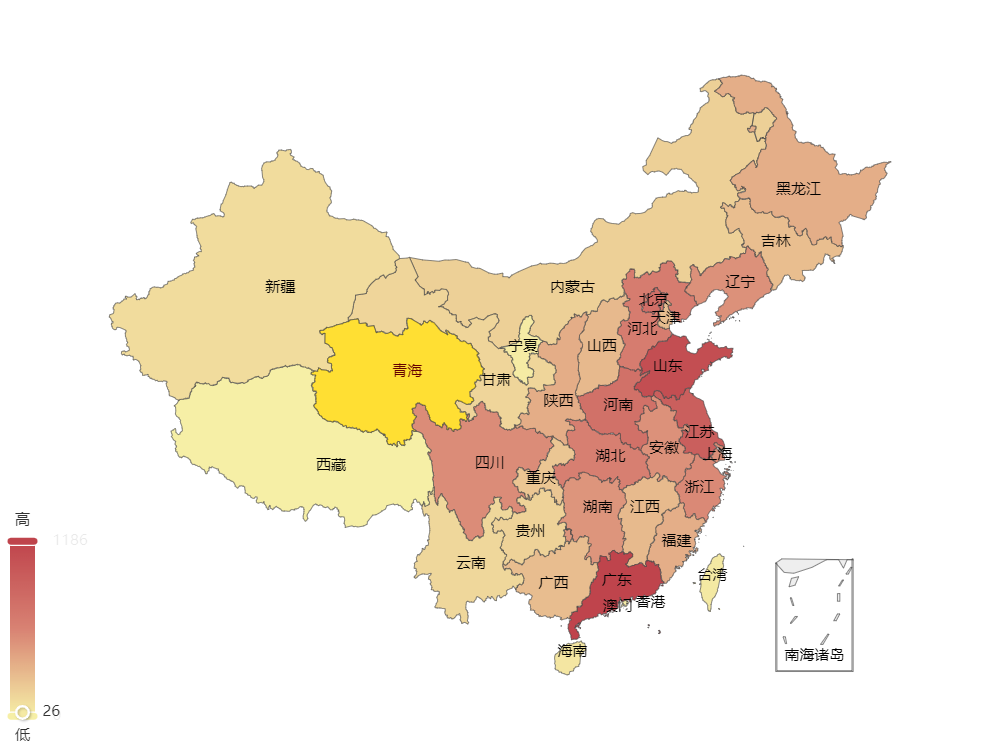 黑龙江
吉林
新疆
内蒙古
辽宁
北京
天津
河北
宁夏
山西
山东
青海
甘肃
陕西
河南
江苏
安徽
上海
西藏
四川
湖北
重庆
浙江
湖南
江西
贵州
福建
云南
广西
广东
台湾
澳门
香港
海南
南海诸岛
高
1186
26
低